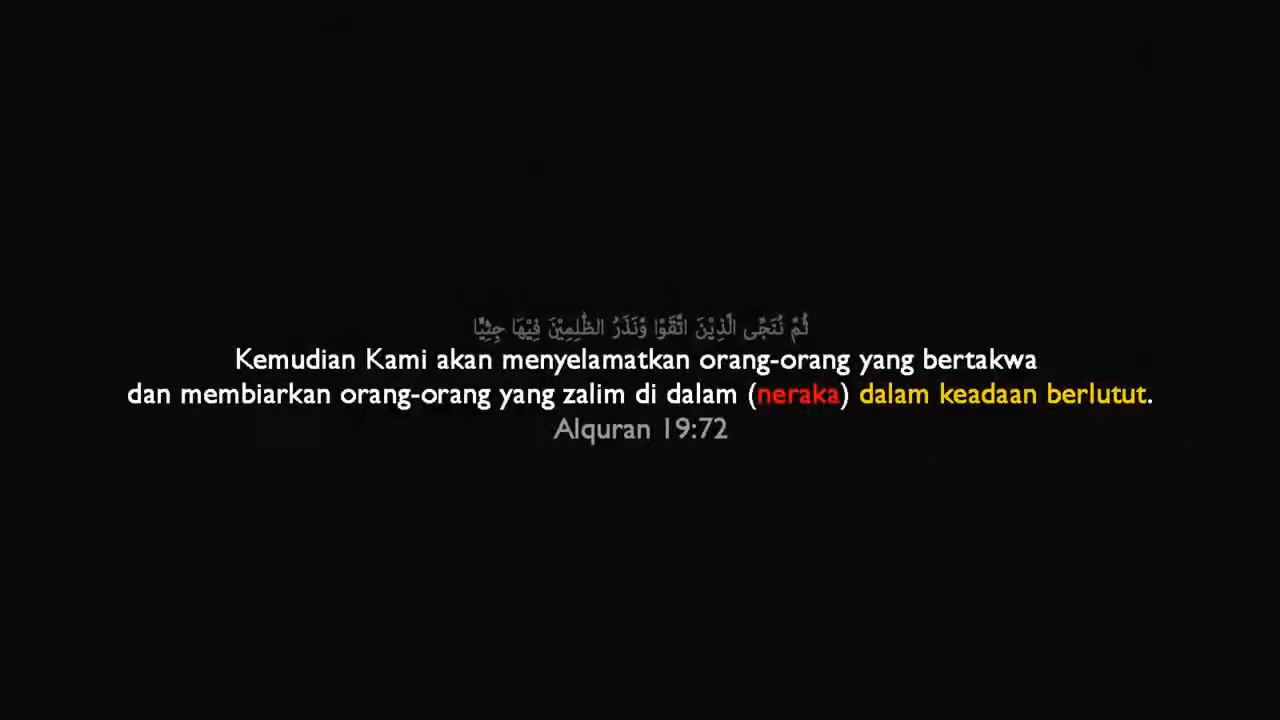 ثُمَّ نُنَجِّى الَّذِيْنَ اتَّقَوْا وَّنَذَرُ الظّٰلِمِيْنَ فِيْهَا جِثِيًّا
Kemudian Kami akan menyelamatkan orang-orang yang bertakwa
dan membiarkan orang-orang yang zalim di dalam (neraka) dalam keadaan berlutut.
Alquran 19:72